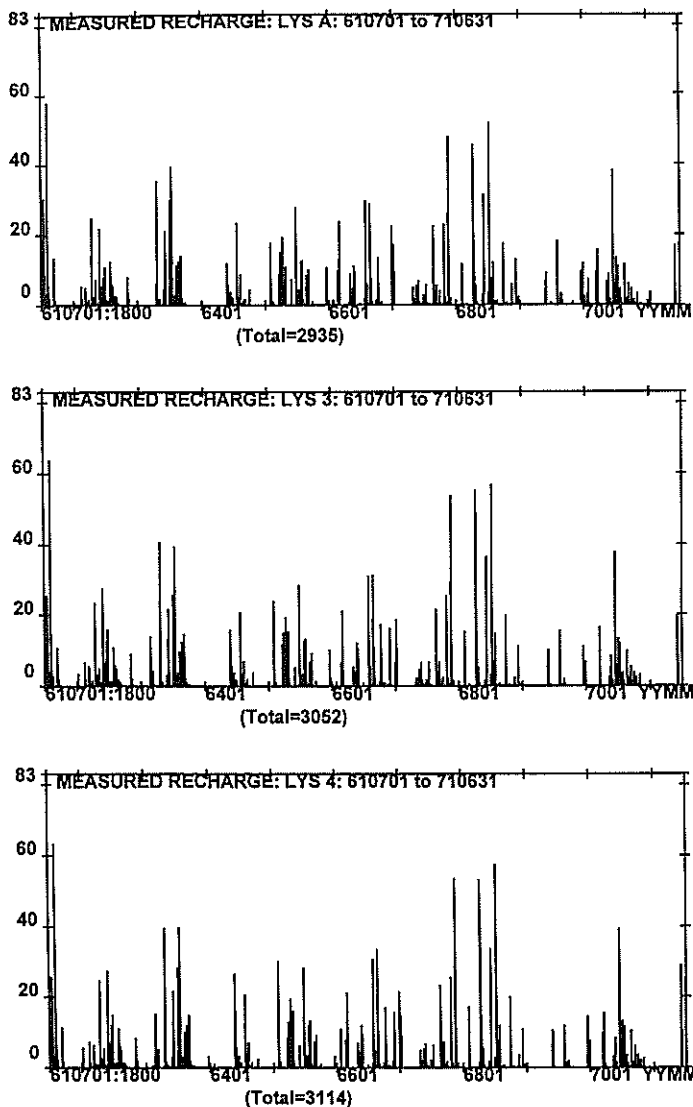 83
MEASURED RECHARGE: LYS A: 610701 to 710631
60
40
20
0
610701:1800 6401 6601 6801 7001 YYMM
(Total=2935)
83
MEASURED RECHARGE: LYS 3: 610701 to 710631
60
40
20
0
610701:1800 6401 6601 6801 7001 YYMM
(Total=3052)
83
MEASURED RECHARGE: LYS 4: 610701 to 710631
60
40
20
0
610701:1800 6401 6601 6801 7001 YYMM
(Total=3114)